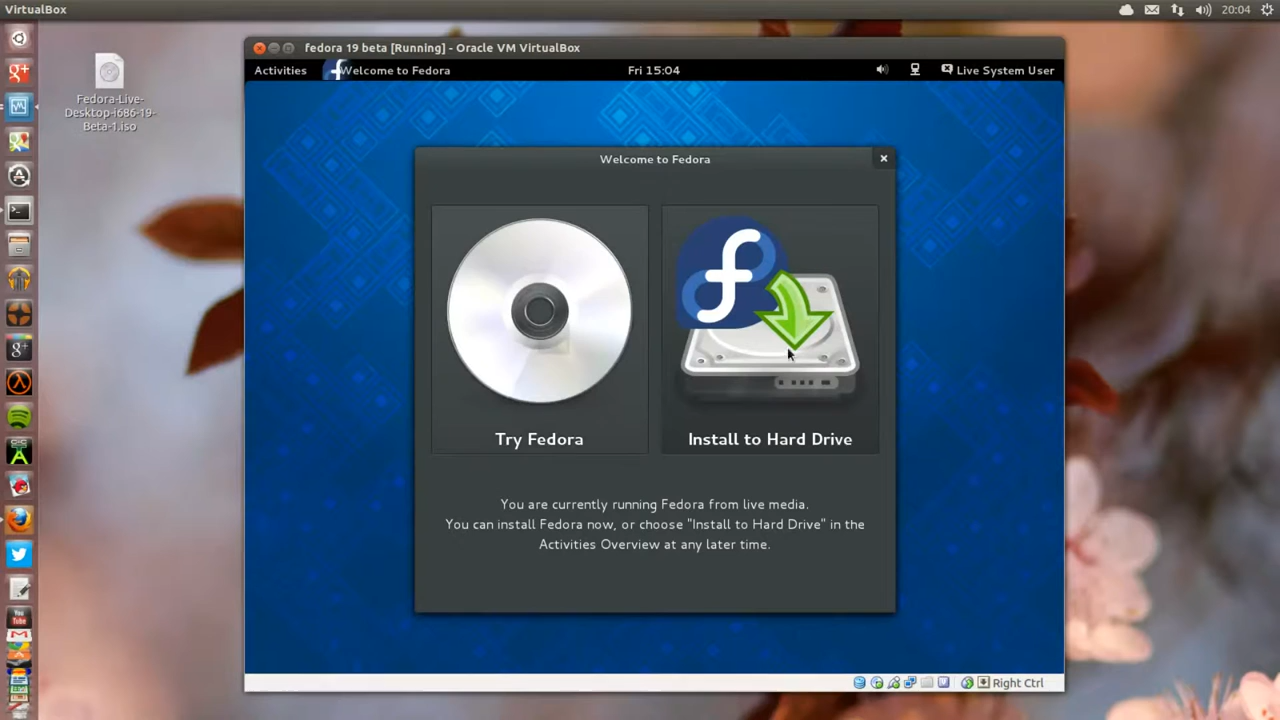 VirtualBox
20:04
Fedora-Live-
Desktop-i686-19-
Beta-1.iso
fedora 19 beta [Running] - Oracle VM VirtualBox
Activities
Welcome to Fedora
Fri 15:04
Live System User
Welcome to Fedora
Try Fedora
Install to Hard Drive
You are currently running Fedora from live media.
You can install Fedora now, or choose "Install to Hard Drive" in the
Activities Overview at any later time.
Right Ctrl